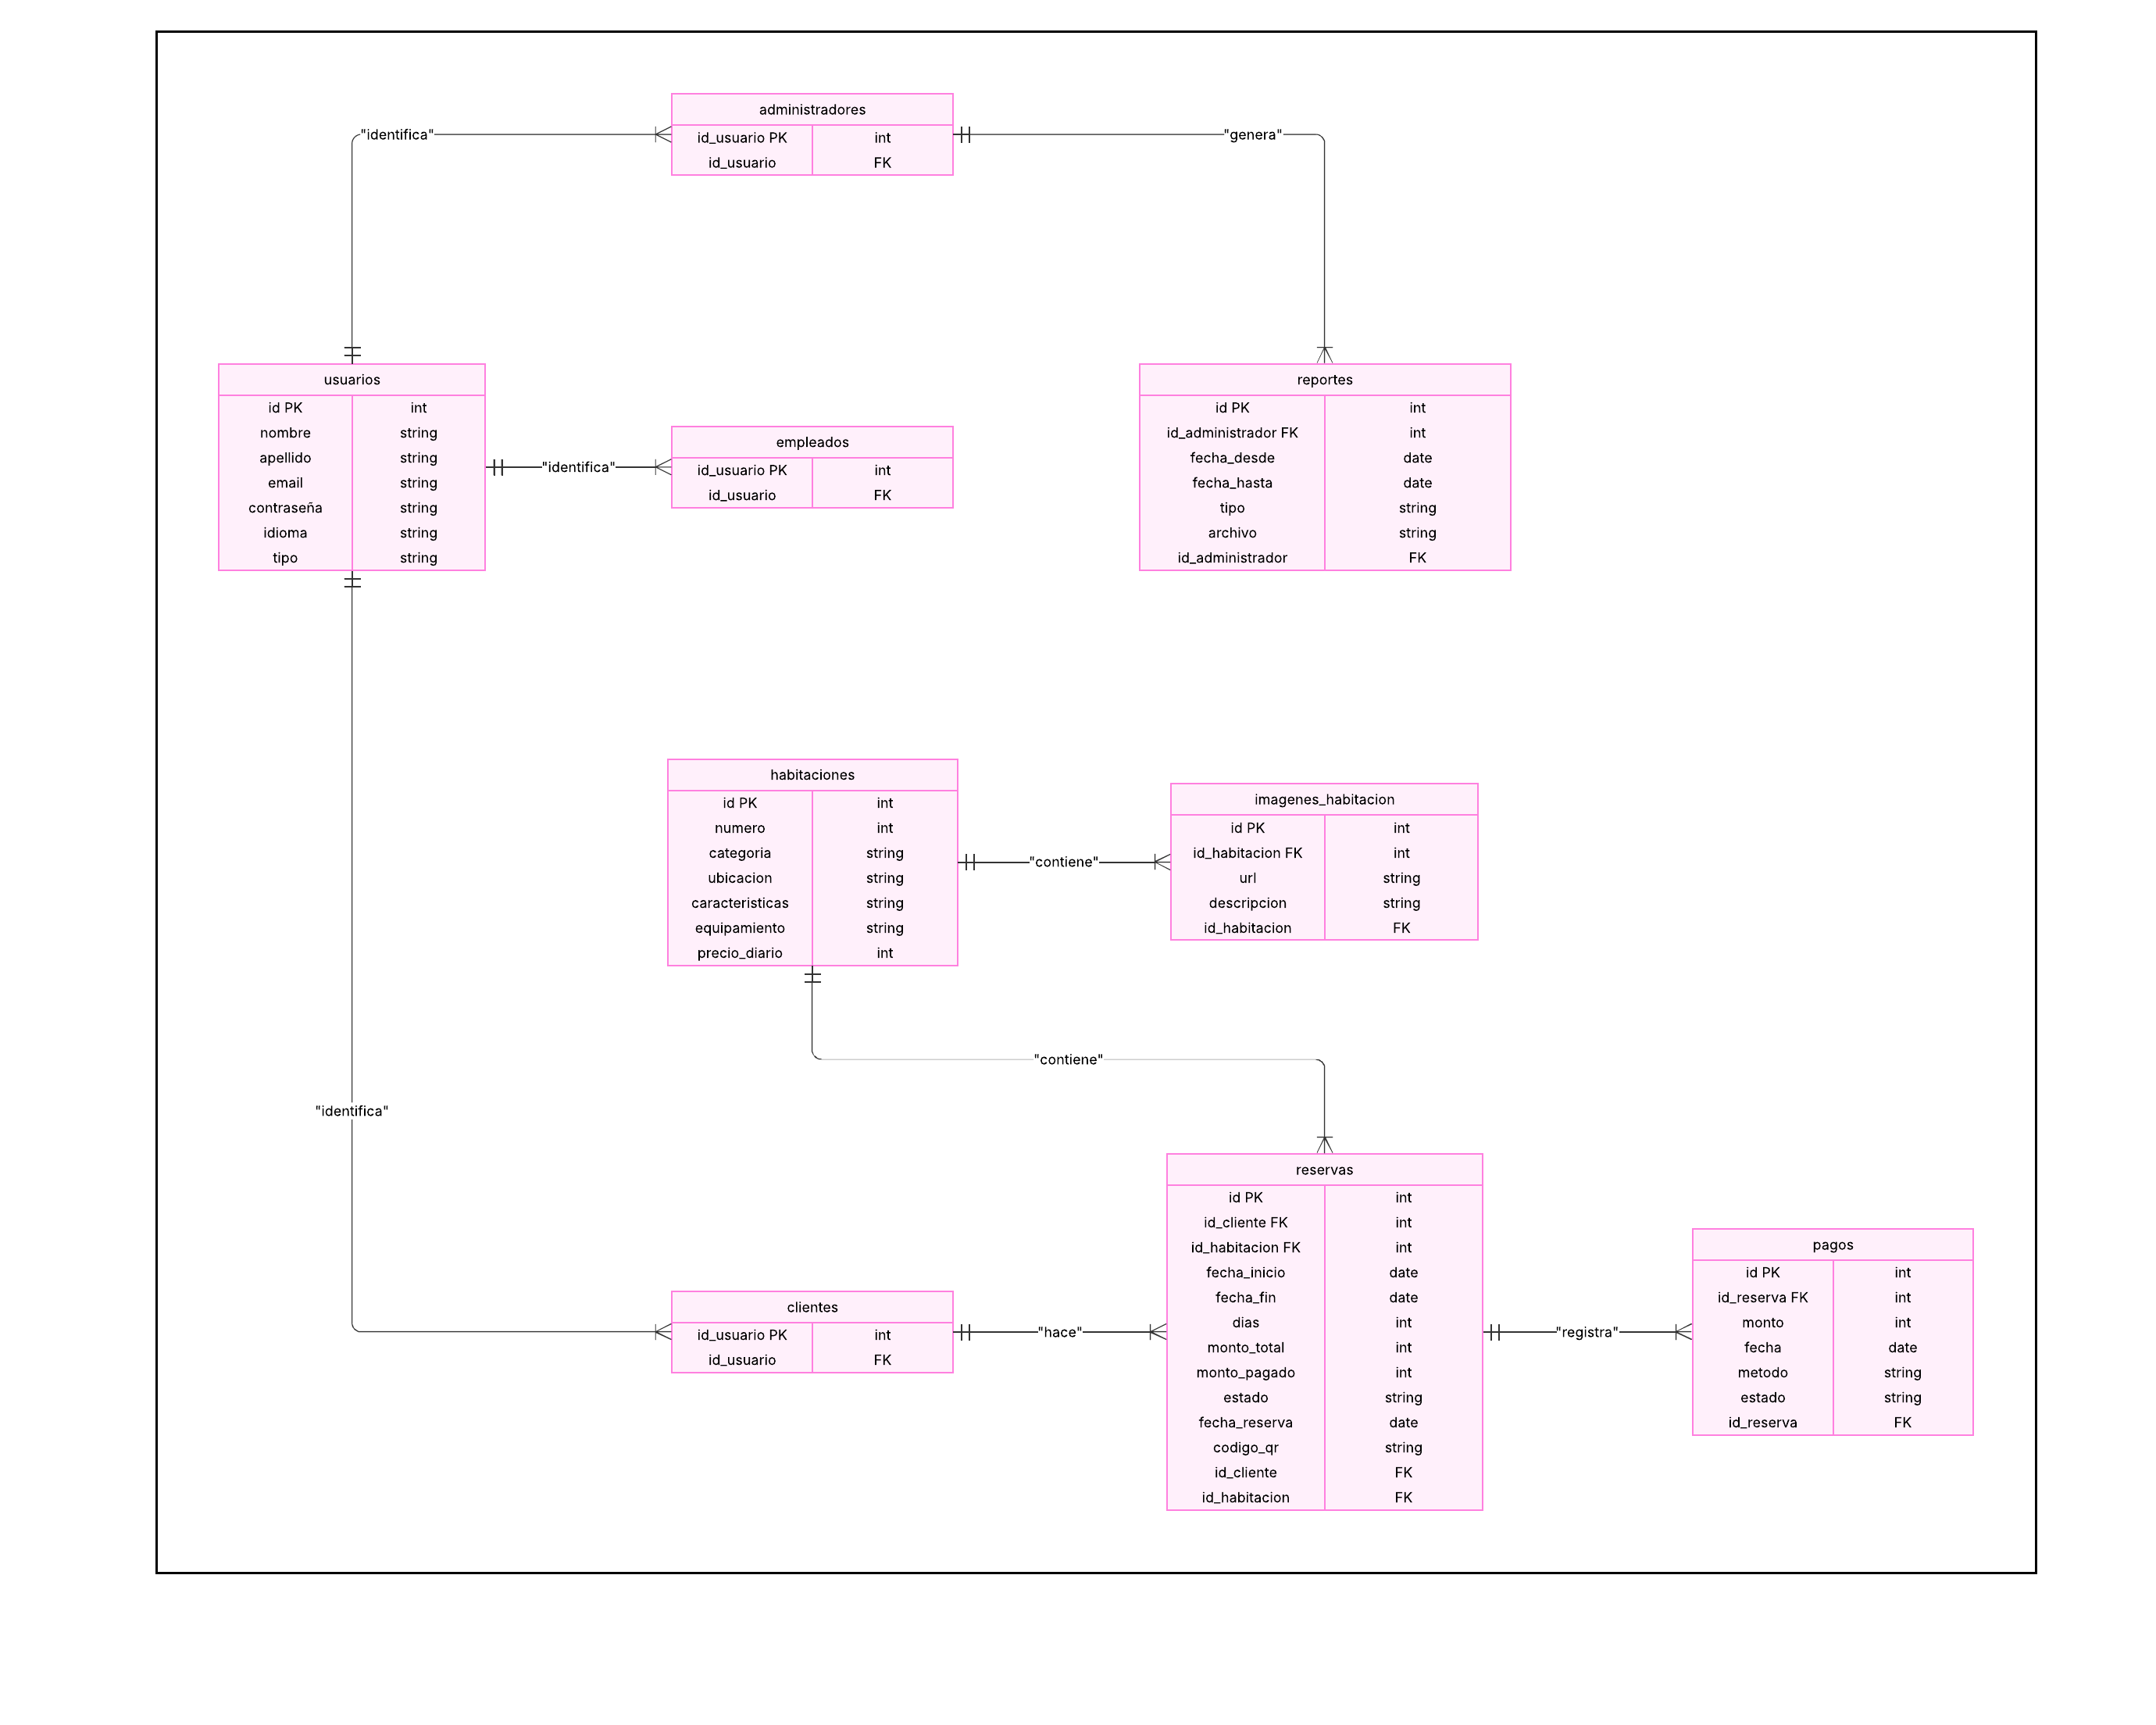 administradores
id_usuario PK int
id_usuario FK
"identifica"
"genera"
usuarios
id PK int
nombre string
apellido string
email string
contraseña string
idioma string
tipo string
"identifica"
empleados
id_usuario PK int
id_usuario FK
reportes
id PK int
id_administrador FK int
fecha_desde date
fecha_hasta date
tipo string
archivo string
id_administrador FK
habitaciones
id PK int
numero int
categoria string
ubicacion string
caracteristicas string
equipamiento string
precio_diario int
"contiene"
imagenes_habitacion
id PK int
id_habitacion FK int
url string
descripcion string
id_habitacion FK
"contiene"
"identifica"
clientes
id_usuario PK int
id_usuario FK
"hace"
reservas
id PK int
id_cliente FK int
id_habitacion FK int
fecha_inicio date
fecha_fin date
dias int
monto_total int
monto_pagado int
estado string
fecha_reserva date
codigo_qr string
id_cliente FK
id_habitacion FK
"registra"
pagos
id PK int
id_reserva FK int
monto int
fecha date
metodo string
estado string
id_reserva FK